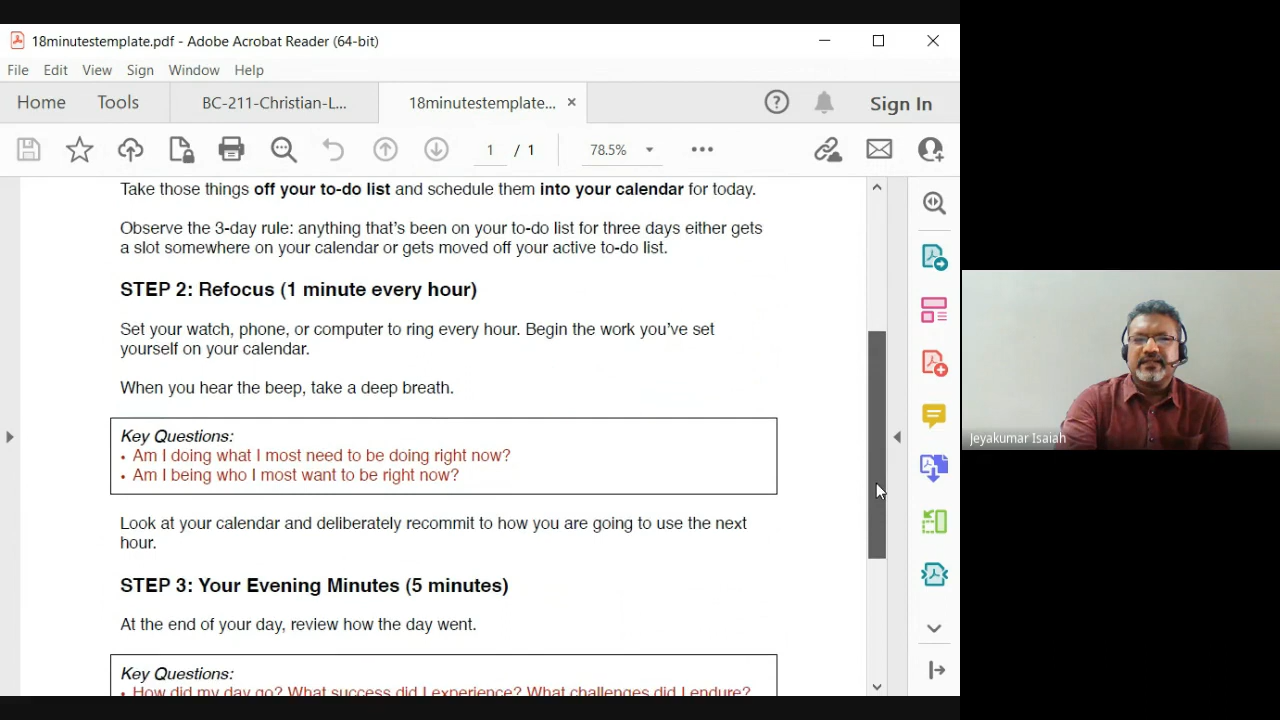 18minutestemplate.pdf - Adobe Acrobat Reader (64-bit)
File Edit View Sign Window Help
Home Tools BC-211-Christian-L... 18minutestemplate... × Sign In
1 / 1 78.5%
Take those things off your to-do list and schedule them into your calendar for today.
Observe the 3-day rule: anything that's been on your to-do list for three days either gets
a slot somewhere on your calendar or gets moved off your active to-do list.
STEP 2: Refocus (1 minute every hour)
Set your watch, phone, or computer to ring every hour. Begin the work you've set
yourself on your calendar.
When you hear the beep, take a deep breath.
Key Questions:
• Am I doing what I most need to be doing right now?
• Am I being who I most want to be right now?
Look at your calendar and deliberately recommit to how you are going to use the next
hour.
STEP 3: Your Evening Minutes (5 minutes)
At the end of your day, review how the day went.
Key Questions:
• How did my day go? What success did I experience? What challenges did I endure?
Jeyakumar Isaiah